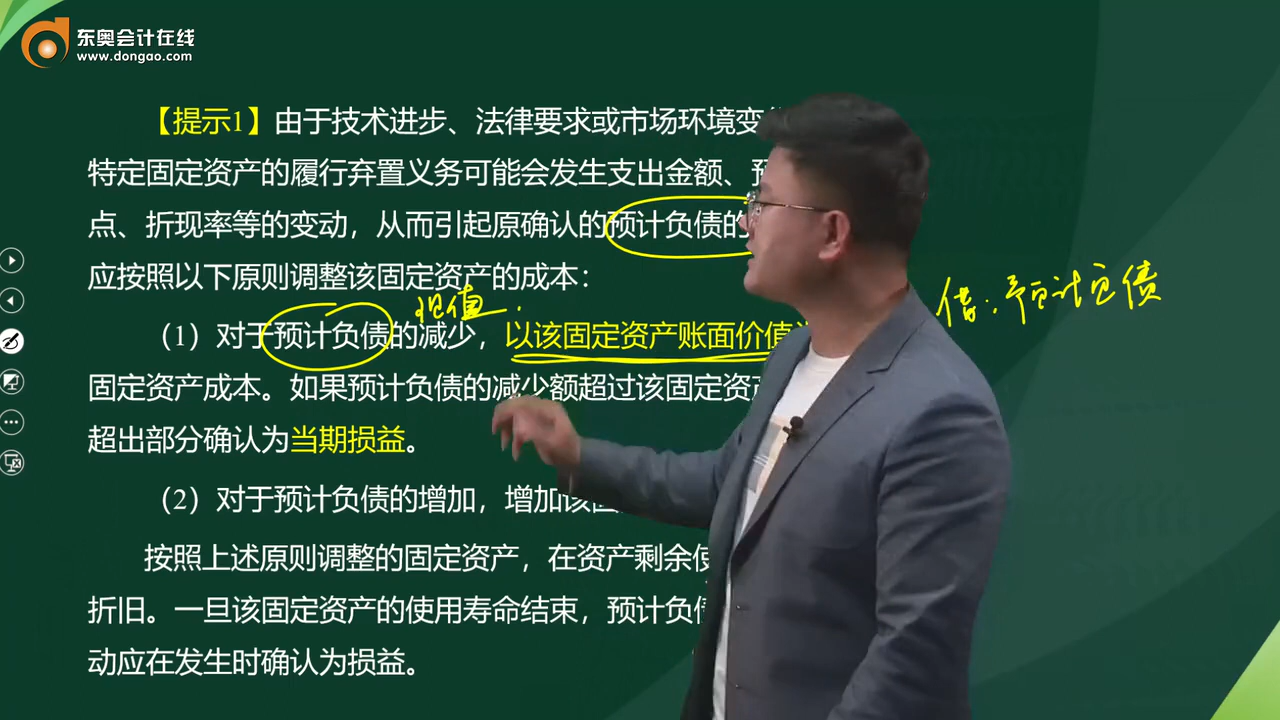 东奥会计在线
www.dongao.com
【提示1】由于技术进步、法律要求或市场环境变
特定固定资产的履行弃置义务可能会发生支出金额、预
点、折现率等的变动，从而引起原确认的预计负债的
应按照以下原则调整该固定资产的成本：
现值
借：预计负债
（1）对于预计负债的减少，以该固定资产账面价值
固定资产成本。如果预计负债的减少额超过该固定资
超出部分确认为当期损益。
（2）对于预计负债的增加，增加该
按照上述原则调整的固定资产，在资产剩余使
折旧。一旦该固定资产的使用寿命结束，预计负债
动应在发生时确认为损益。